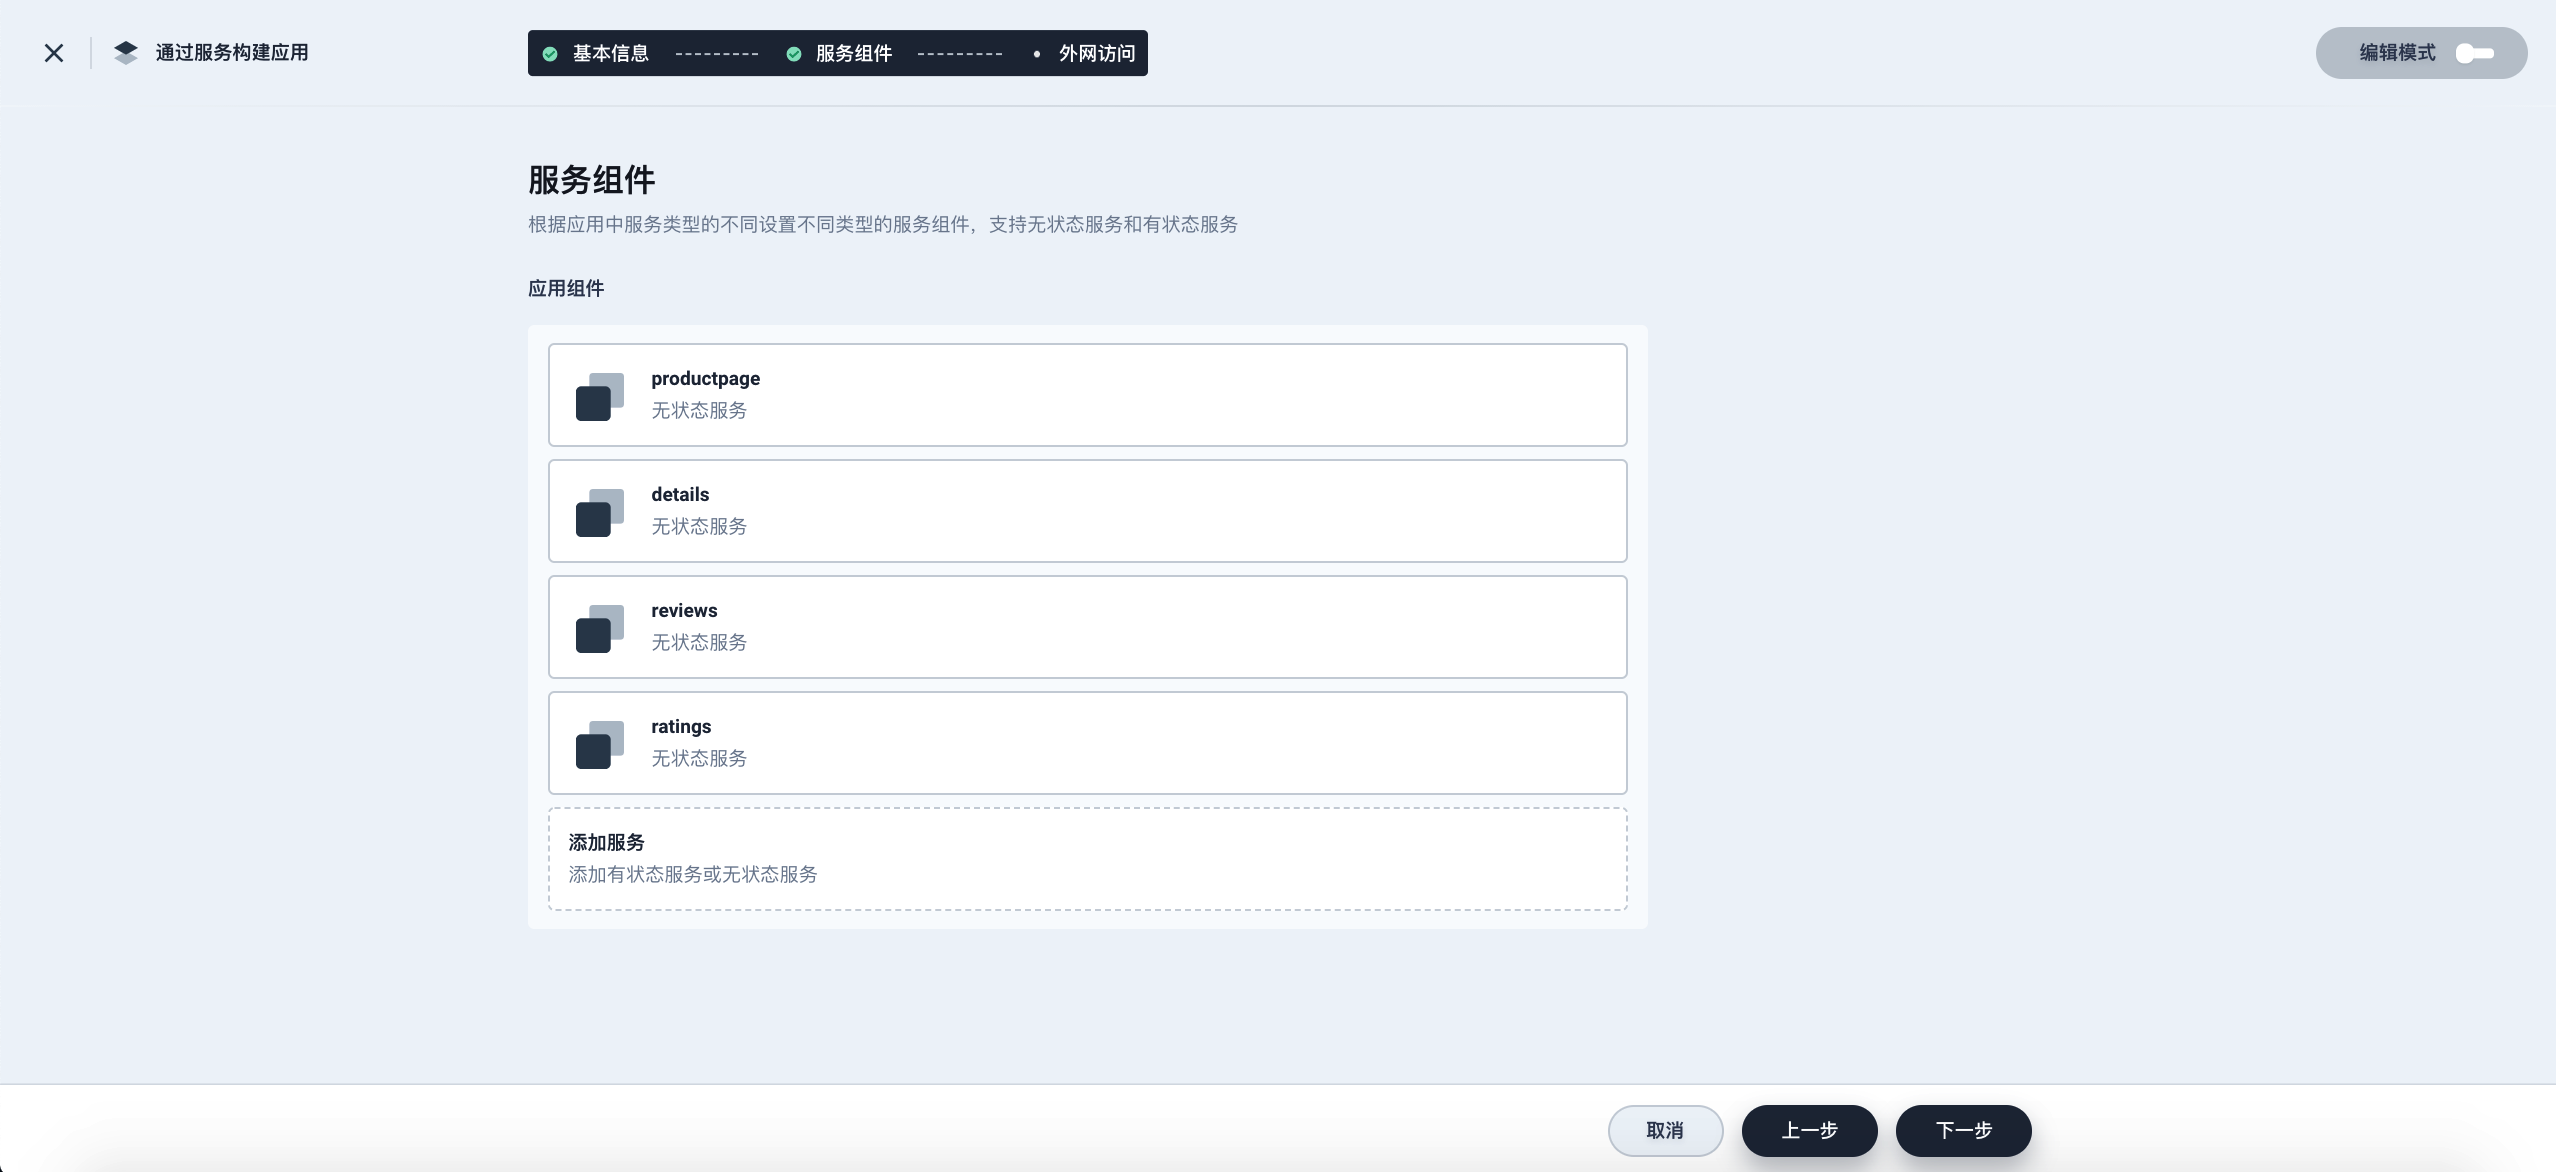 通过服务构建应用
基本信息
服务组件
外网访问
编辑模式
服务组件
根据应用中服务类型的不同设置不同类型的服务组件，支持无状态服务和有状态服务
应用组件
productpage
无状态服务
details
无状态服务
reviews
无状态服务
ratings
无状态服务
添加服务
添加有状态服务或无状态服务
取消
上一步
下一步